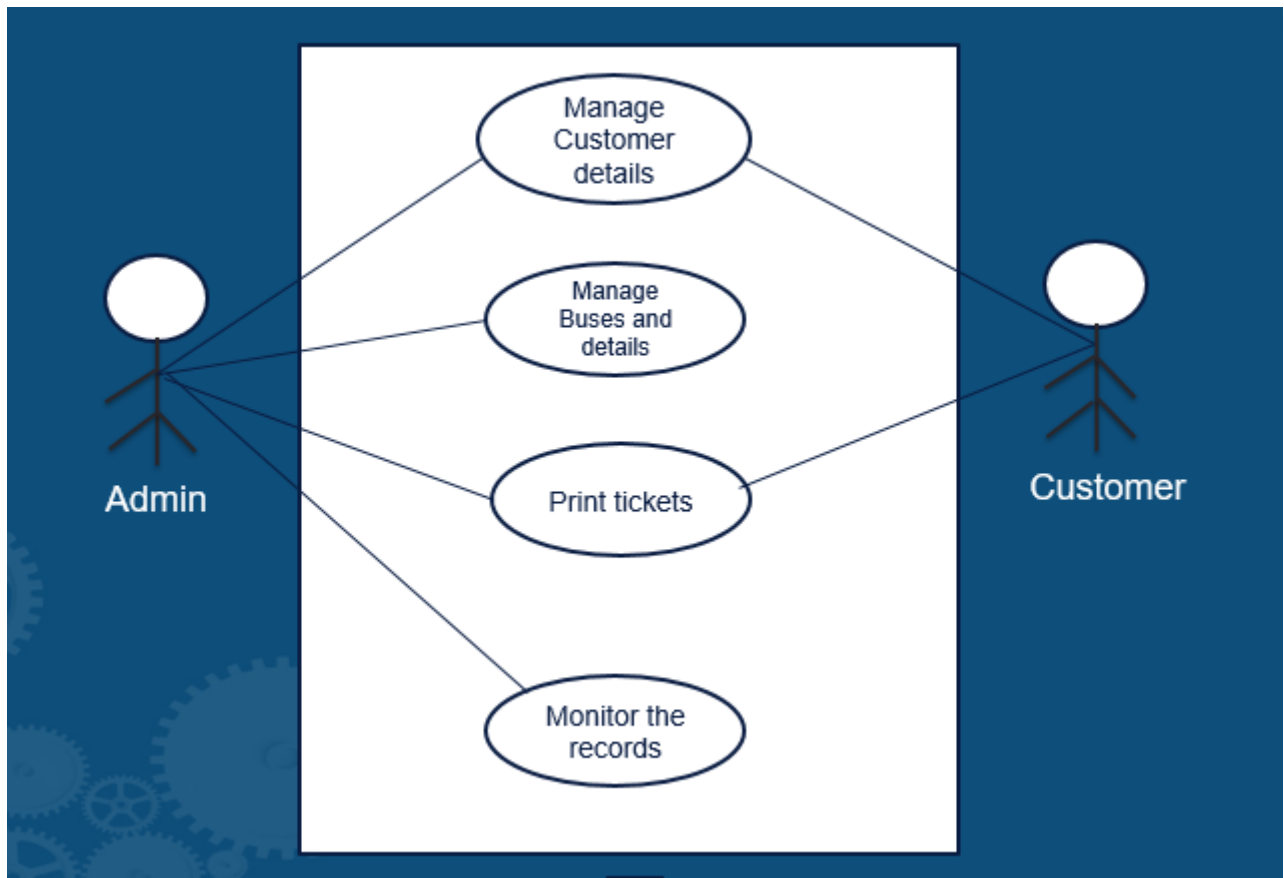 Manage
Customer
details
Manage
Buses and
details
Print tickets
Monitor the
records
Admin
Customer